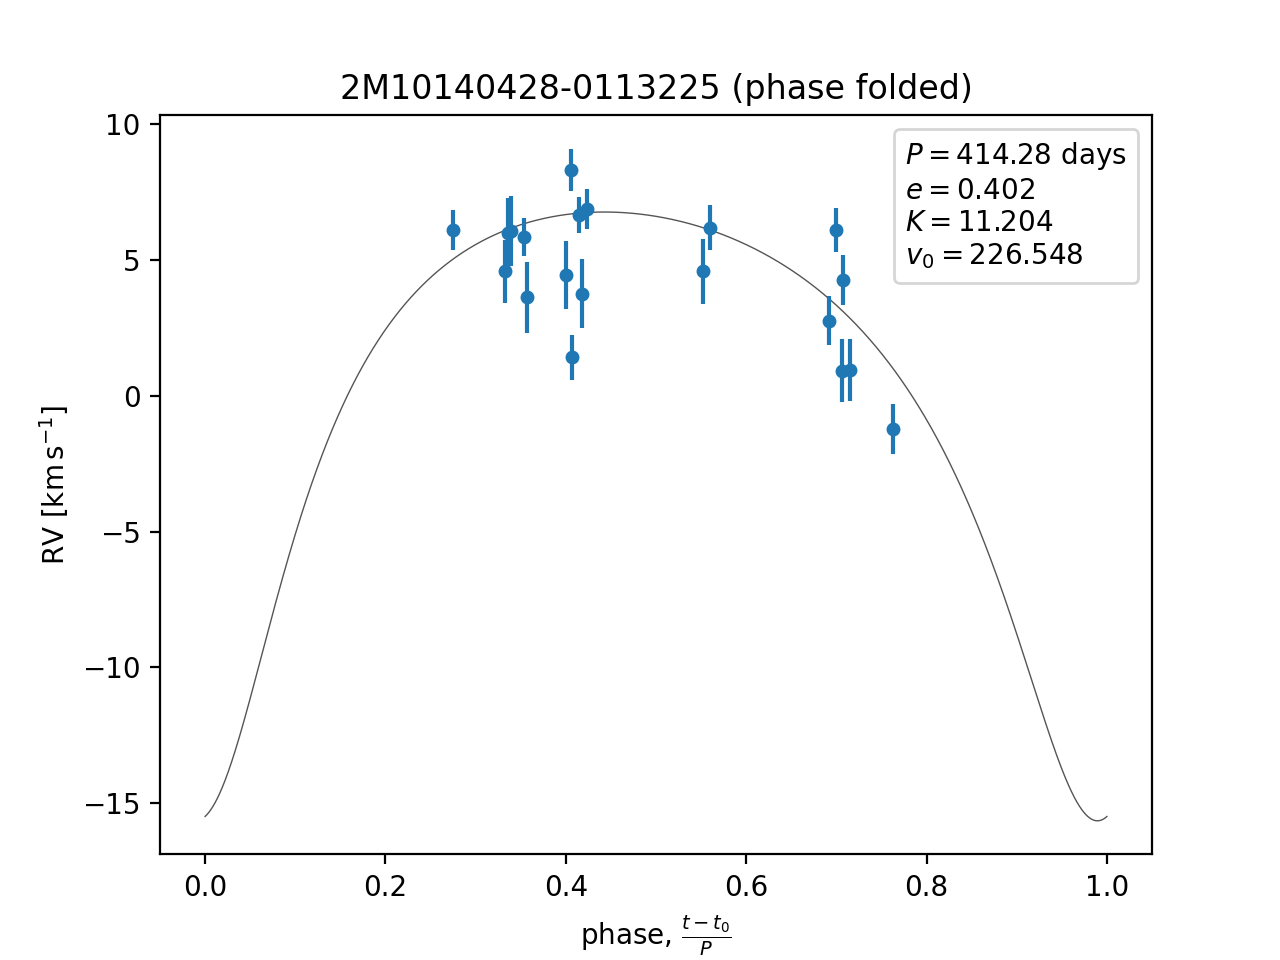 2M10140428-0113225 (phase folded)
P = 414.28 days
e = 0.402
K = 11.204
v₀ = 226.548
10
5
0
−5
−10
−15
RV [km s⁻¹]
0.0 0.2 0.4 0.6 0.8 1.0
phase, (t − t₀)/P